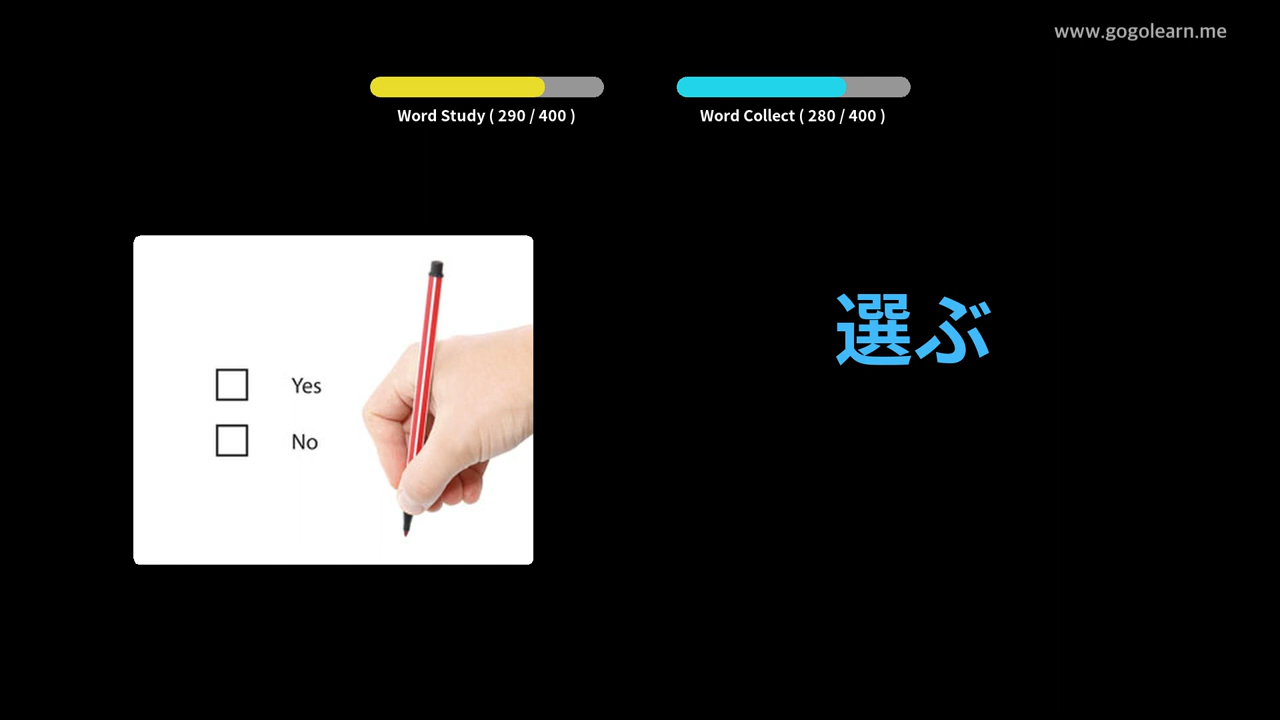 www.gogolearn.me
Word Study ( 290 / 400 )
Word Collect ( 280 / 400 )
Yes
No
選ぶ